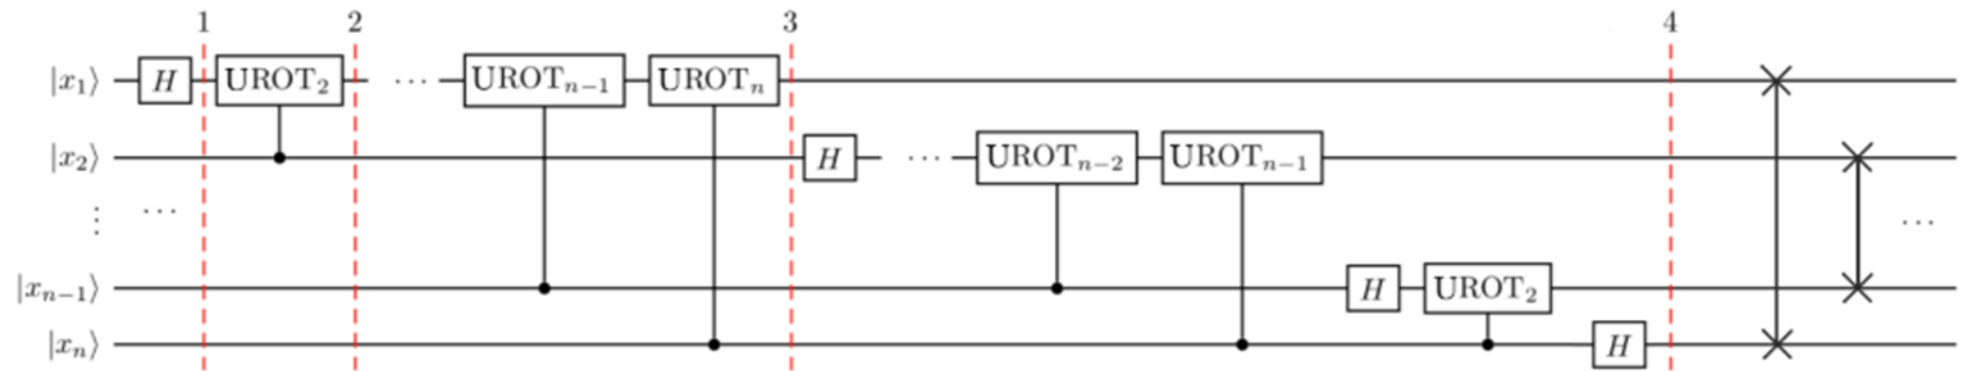 1 2 3 4
|x₁⟩ H UROT₂ ··· UROTₙ₋₁ UROTₙ
|x₂⟩ H ··· UROTₙ₋₂ UROTₙ₋₁
⋮ ··· ···
|xₙ₋₁⟩ H UROT₂
|xₙ⟩ H